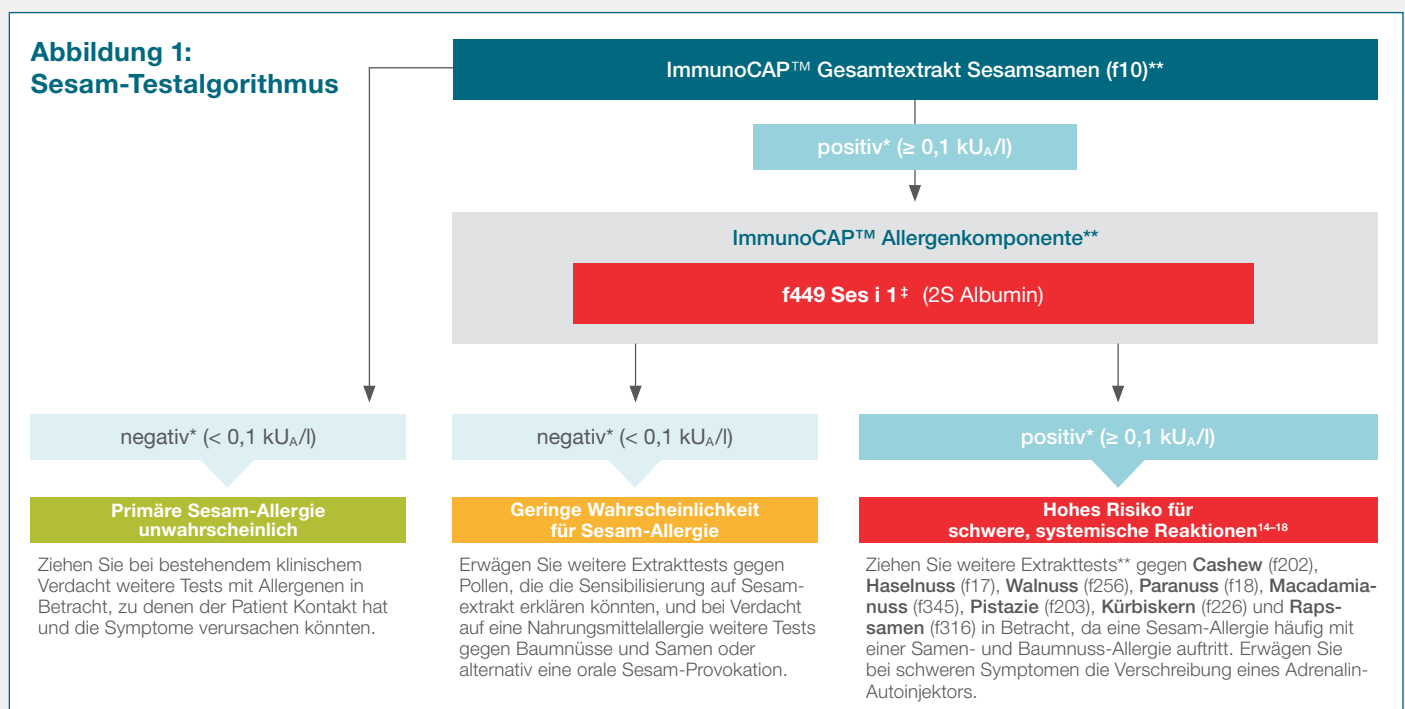 Abbildung 1:
Sesam-Testalgorithmus
ImmunoCAP™ Gesamtextrakt Sesamsamen (f10)**
positiv* (≥ 0,1 kU_A/l)
ImmunoCAP™ Allergenkomponente**
f449 Ses i 1‡ (2S Albumin)
negativ* (< 0,1 kU_A/l)
Primäre Sesam-Allergie
unwahrscheinlich
Ziehen Sie bei bestehendem klinischem
Verdacht weitere Tests mit Allergenen in
Betracht, zu denen der Patient Kontakt hat
und die Symptome verursachen könnten.
negativ* (< 0,1 kU_A/l)
Geringe Wahrscheinlichkeit
für Sesam-Allergie
Erwägen Sie weitere Extrakttests gegen
Pollen, die die Sensibilisierung auf Sesam-
extrakt erklären könnten, und bei Verdacht
auf eine Nahrungsmittelallergie weitere Tests
gegen Baumnüsse und Samen oder
alternativ eine orale Sesam-Provokation.
positiv* (≥ 0,1 kU_A/l)
Hohes Risiko für
schwere, systemische Reaktionen¹⁴⁻¹⁸
Ziehen Sie weitere Extrakttests** gegen Cashew (f202),
Haselnuss (f17), Walnuss (f256), Paranuss (f18), Macadamia-
nuss (f345), Pistazie (f203), Kürbiskern (f226) und Raps-
samen (f316) in Betracht, da eine Sesam-Allergie häufig mit
einer Samen- und Baumnuss-Allergie auftritt. Erwägen Sie
bei schweren Symptomen die Verschreibung eines Adrenalin-
Autoinjektors.